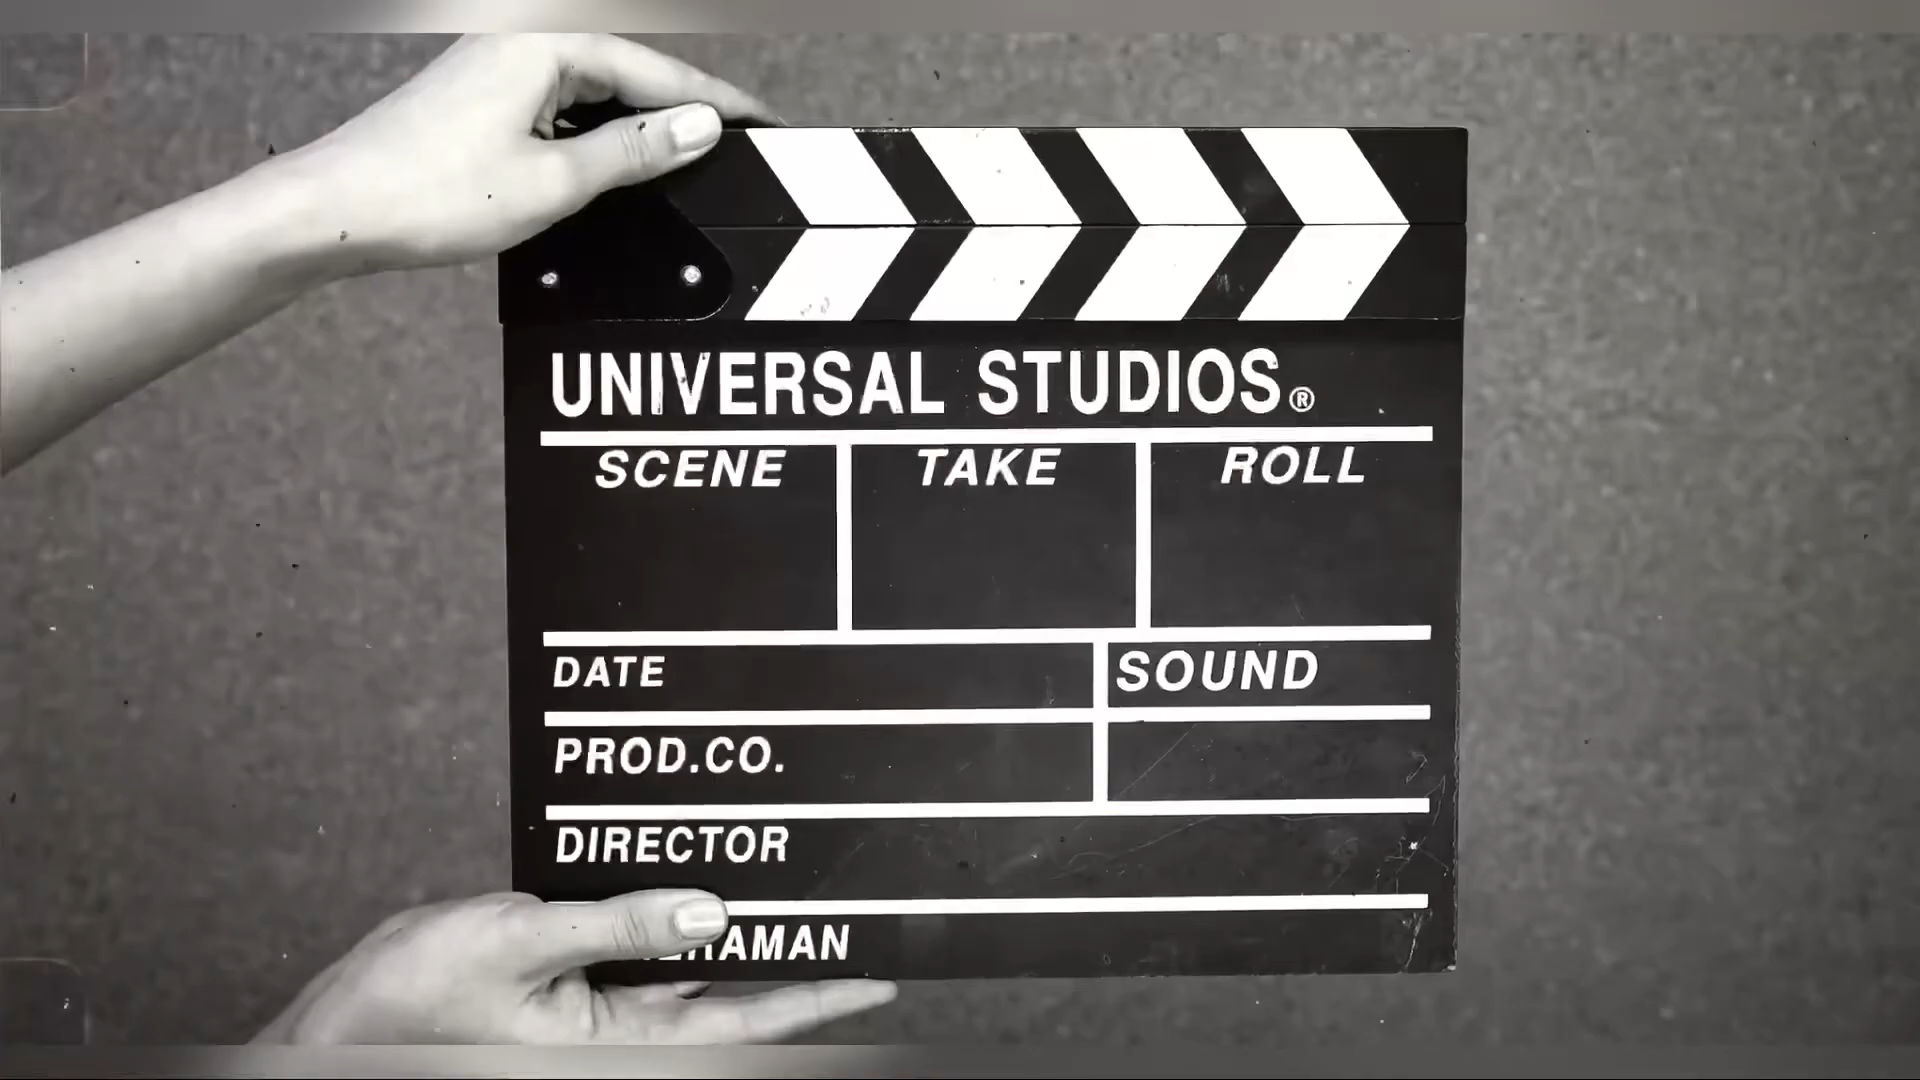 UNIVERSAL STUDIOS®
SCENE TAKE ROLL
DATE SOUND
PROD.CO.
DIRECTOR